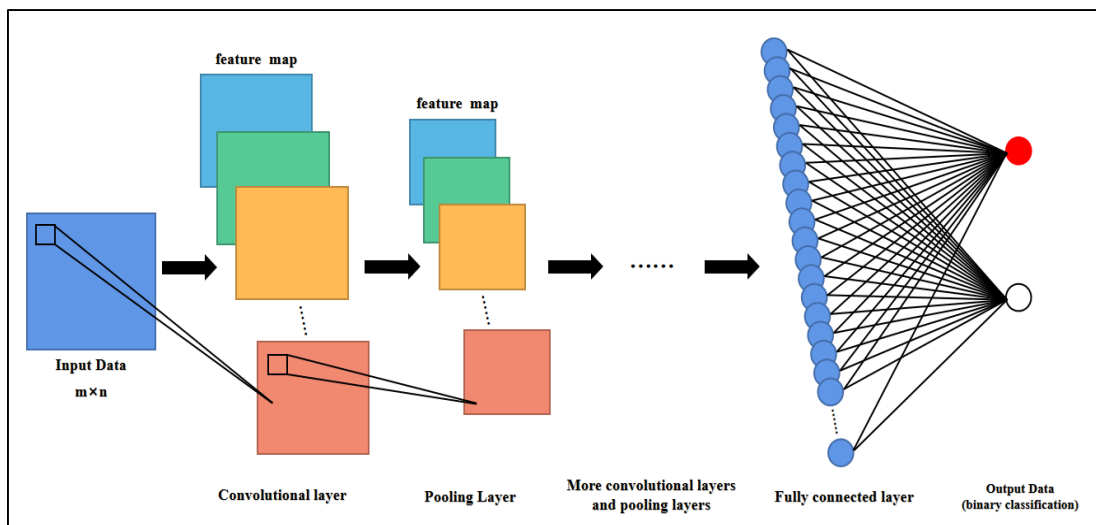 feature map
feature map
Input Data
m×n
......
Convolutional layer
Pooling Layer
More convolutional layers
and pooling layers
Fully connected layer
Output Data
(binary classification)